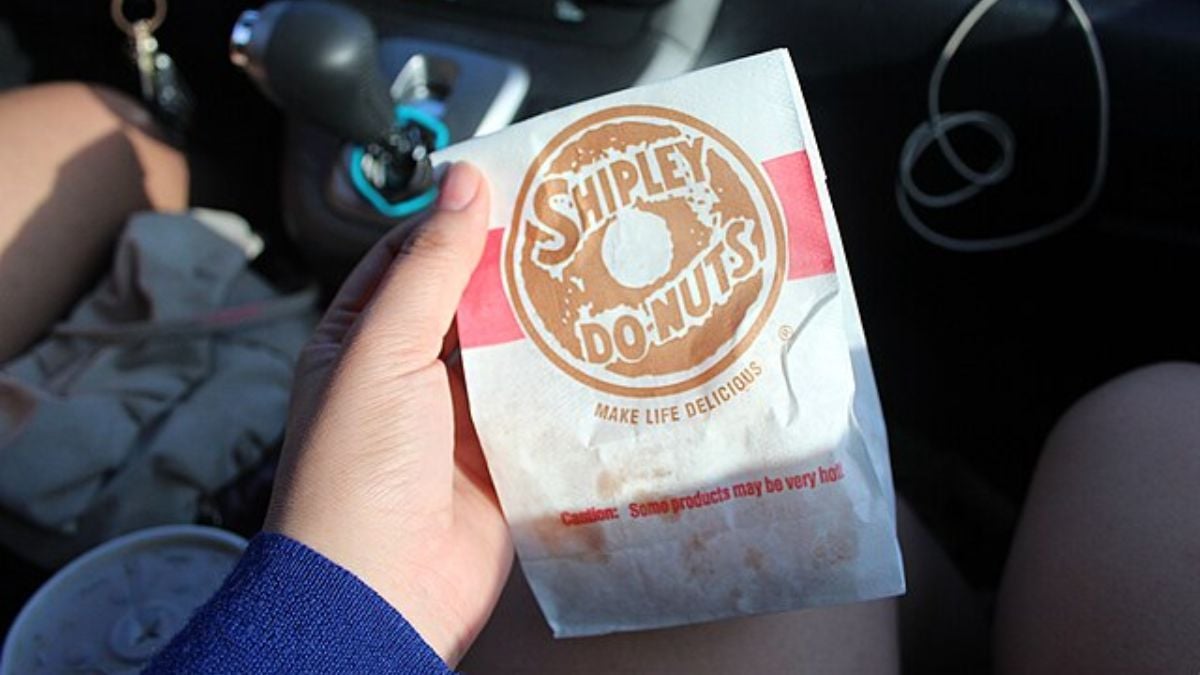 SHIPLEY
DO-NUTS
®
MAKE LIFE DELICIOUS
Caution: Some products may be very hot!